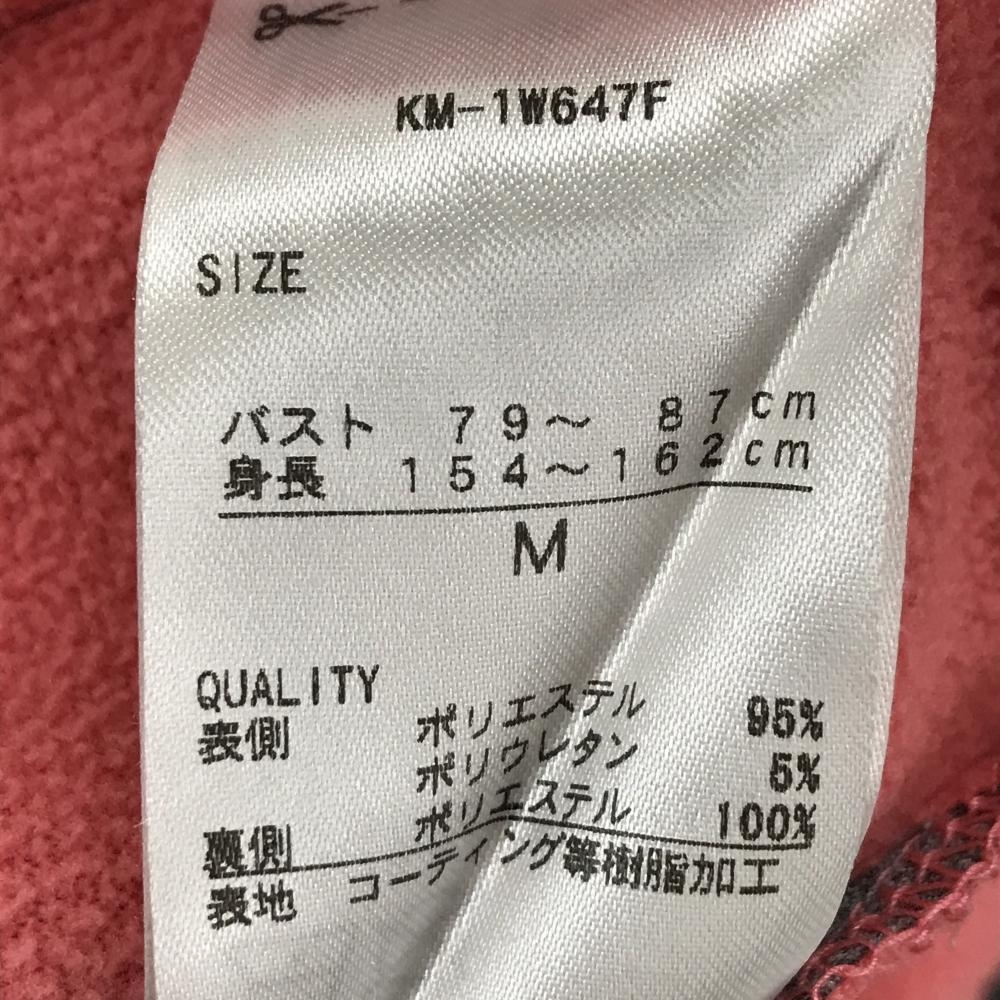 KM-1W647F
SIZE
バスト 79～ 87cm
身長 154～162cm
M
QUALITY
表側 ポリエステル 95%
ポリウレタン 5%
裏側 ポリエステル 100%
表地 コーティング等樹脂加工